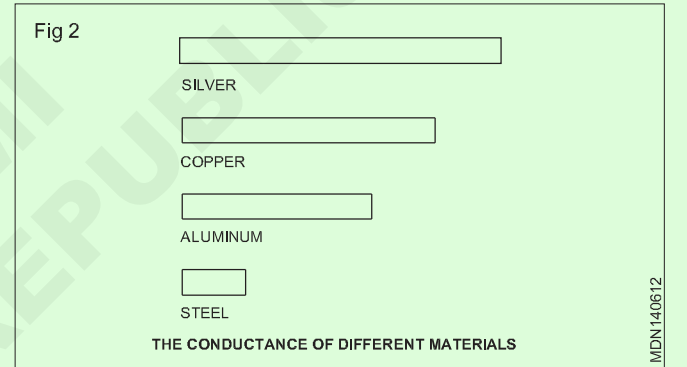 Fig 2
SILVER
COPPER
ALUMINUM
STEEL
THE CONDUCTANCE OF DIFFERENT MATERIALS
MDN140612